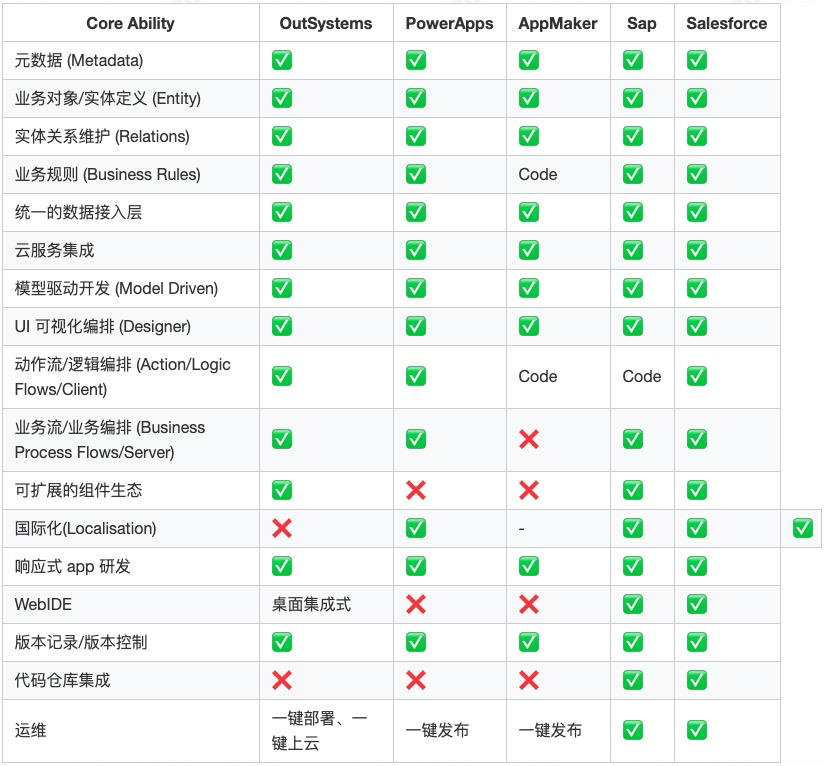 Core Ability OutSystems PowerApps AppMaker Sap Salesforce
元数据 (Metadata) ✅ ✅ ✅ ✅ ✅
业务对象/实体定义 (Entity) ✅ ✅ ✅ ✅ ✅
实体关系维护 (Relations) ✅ ✅ ✅ ✅ ✅
业务规则 (Business Rules) ✅ ✅ Code ✅ ✅
统一的数据接入层 ✅ ✅ ✅ ✅ ✅
云服务集成 ✅ ✅ ✅ ✅ ✅
模型驱动开发 (Model Driven) ✅ ✅ ✅ ✅ ✅
UI 可视化编排 (Designer) ✅ ✅ ✅ ✅ ✅
动作流/逻辑编排 (Action/Logic
Flows/Client) ✅ ✅ Code Code ✅
业务流/业务编排 (Business
Process Flows/Server) ✅ ✅ ❌ ✅ ✅
可扩展的组件生态 ✅ ❌ ❌ ✅ ✅
国际化(Localisation) ❌ ✅ - ✅ ✅ ✅
响应式 app 研发 ✅ ✅ ✅ ✅ ✅
WebIDE 桌面集成式 ❌ ❌ ✅ ✅
版本记录/版本控制 ✅ ✅ ✅ ✅ ✅
代码仓库集成 ❌ ❌ ❌ ✅ ✅
运维 一键部署、一
键上云 一键发布 一键发布 ✅ ✅